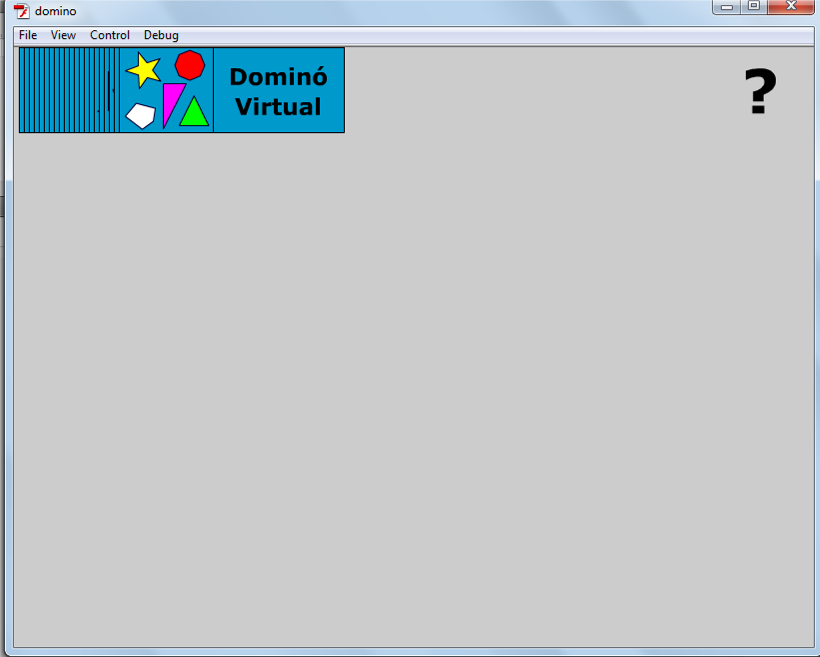 domino
File View Control Debug
Dominó
Virtual
?